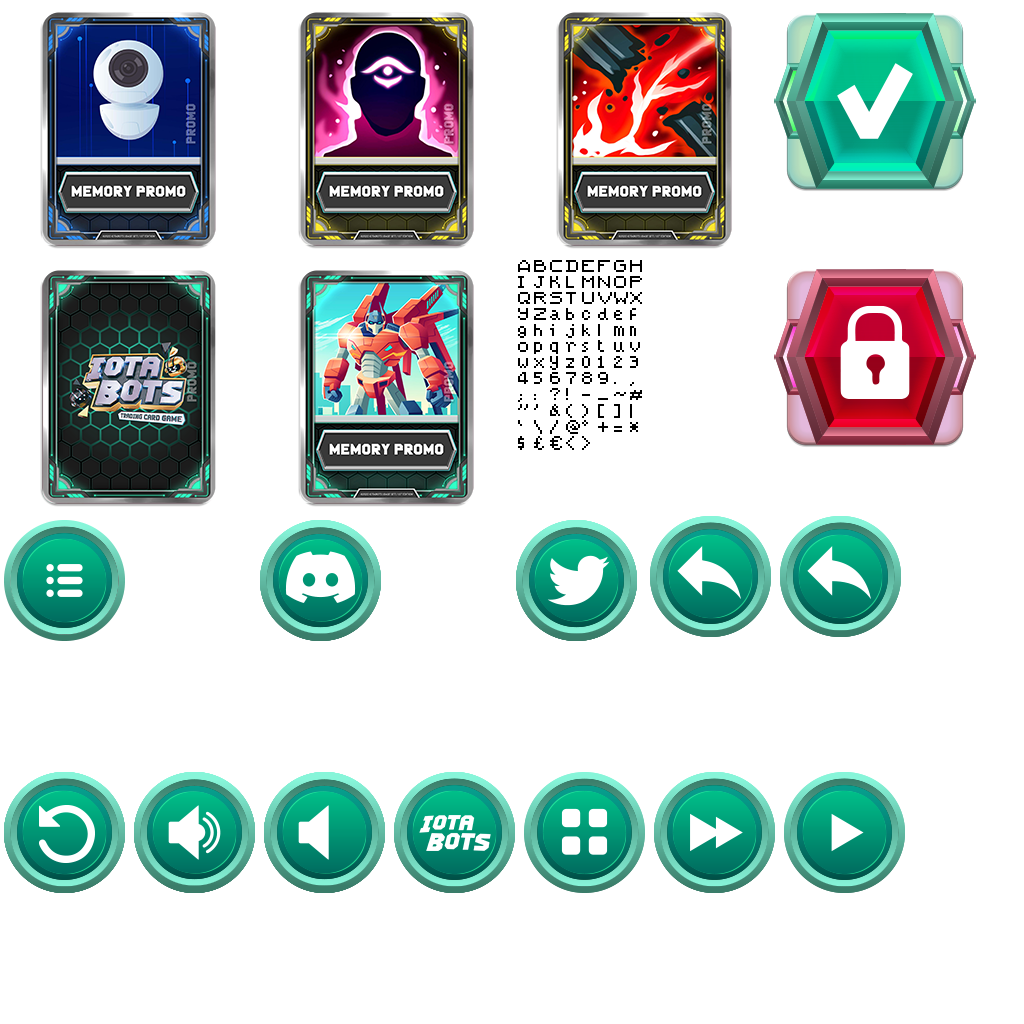 PROMO
MEMORY PROMO
PROMO
MEMORY PROMO
PROMO
MEMORY PROMO
IOTA
BOTS
TRADING CARD GAME
PROMO
PROMO
MEMORY PROMO
ABCDEFGH
IJKLMNOP
QRSTUVWX
YZabcdef
ghijklmn
opqrstuv
wxyz0123
456789.,
;:?!-_~#
"'&()[]|
`\/@°+=*
$£€<>
IOTA
BOTS